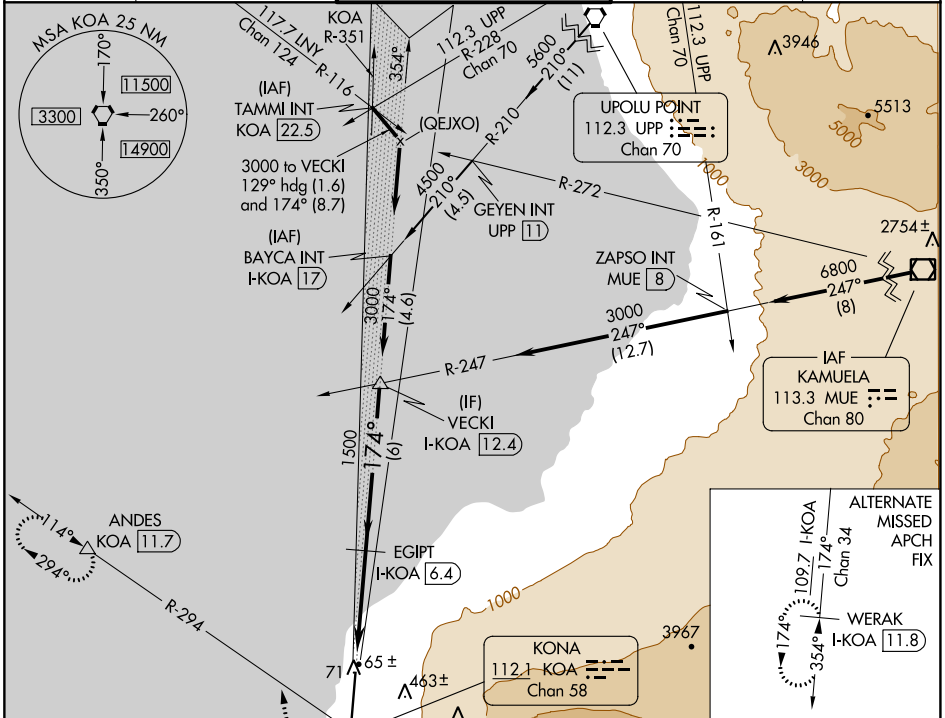 MSA KOA 25 NM
170°
11500
3300
260°
14900
350°
117.7 LNY
Chan 124
R-116
KOA
R-351
354°
112.3 UPP
R-228
Chan 70
(IAF)
TAMMI INT
KOA 22.5
(QEJXO)
3000 to VECKI
129° hdg (1.6)
and 174° (8.7)
5600
210°
(11)
R-210
4500
210°
(4.5)
GEYEN INT
UPP 11
(IAF)
BAYCA INT
I-KOA 17
3000
174°
(4.6)
UPOLU POINT
112.3 UPP
Chan 70
112.3 UPP
Chan 70
R-161
R-272
3946
5513
5000
3000
1000
2754±
ZAPSO INT
MUE 8
6800
247°
(8)
3000
247°
(12.7)
R-247
IAF
KAMUELA
113.3 MUE
Chan 80
(IF)
VECKI
I-KOA 12.4
1500
174°
(6)
EGIPT
I-KOA 6.4
ANDES
KOA 11.7
114°
294°
R-294
1000
71
65 ±
463±
3967
KONA
112.1 KOA
Chan 58
ALTERNATE
MISSED
APCH
FIX
109.7 I-KOA
174°
Chan 34
WERAK
I-KOA 11.8
174°
354°